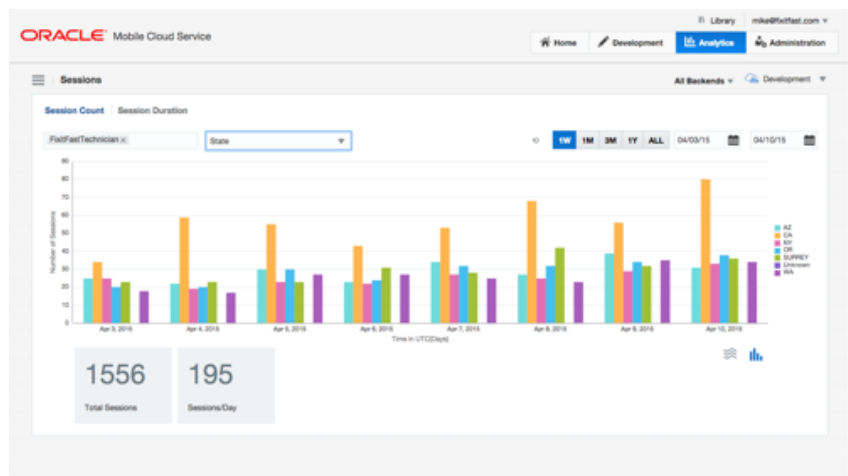 Library mike@fixitfast.com
ORACLE Mobile Cloud Service
Home Development Analytics Administration
Sessions
All Backends Development
Session Count Session Duration
FixitFastTechnician x State 1W 1M 3M 1Y ALL 04/03/15 04/10/15
90
80
70
60
50
40
30
20
10
0
Number of Sessions
AZ
CA
NY
OR
SURREY
Unknown
WA
Apr 3, 2015 Apr 4, 2015 Apr 5, 2015 Apr 6, 2015 Apr 7, 2015 Apr 8, 2015 Apr 9, 2015 Apr 10, 2015
Time in UTC(Days)
1556 195
Total Sessions Sessions/Day